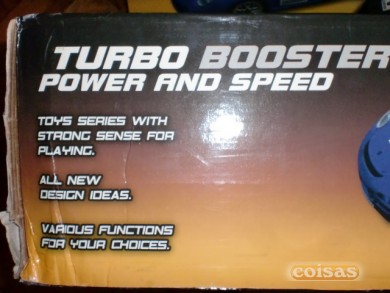 TURBO BOOSTER
POWER AND SPEED
TOYS SERIES WITH
STRONG SENSE FOR
PLAYING.
ALL NEW
DESIGN IDEAS.
VARIOUS FUNCTIONS
FOR YOUR CHOICES.
coisas